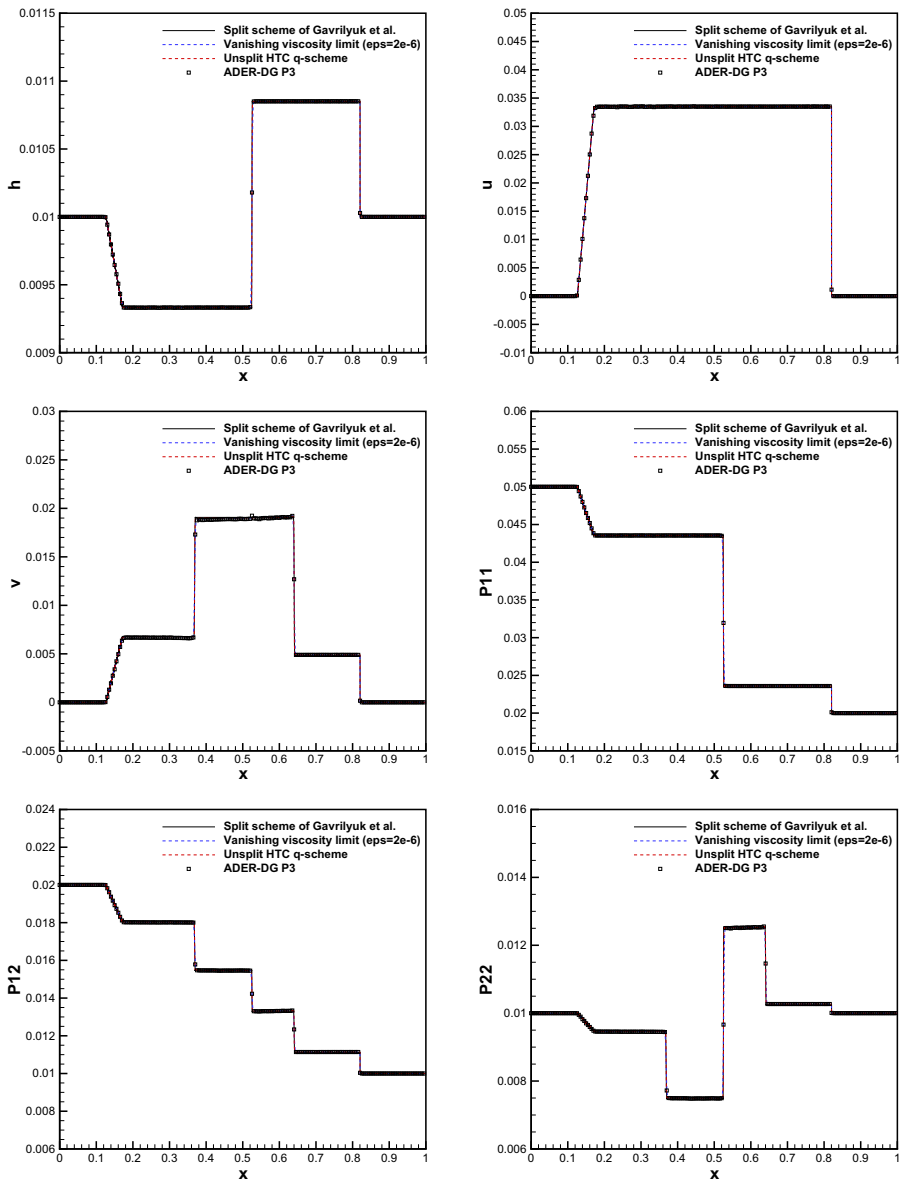 0.0115
Split scheme of Gavrilyuk et al.
Vanishing viscosity limit (eps=2e-6)
Unsplit HTC q-scheme
ADER-DG P3
0.011
0.0105
h
0.01
0.0095
0.009
0 0.1 0.2 0.3 0.4 0.5 0.6 0.7 0.8 0.9 1
x
0.05
Split scheme of Gavrilyuk et al.
Vanishing viscosity limit (eps=2e-6)
Unsplit HTC q-scheme
ADER-DG P3
0.045
0.04
0.035
0.03
0.025
0.02
u
0.015
0.01
0.005
0
-0.005
-0.01
0 0.1 0.2 0.3 0.4 0.5 0.6 0.7 0.8 0.9 1
x
0.03
Split scheme of Gavrilyuk et al.
Vanishing viscosity limit (eps=2e-6)
Unsplit HTC q-scheme
ADER-DG P3
0.025
0.02
0.015
v
0.01
0.005
0
-0.005
0 0.1 0.2 0.3 0.4 0.5 0.6 0.7 0.8 0.9 1
x
0.06
Split scheme of Gavrilyuk et al.
Vanishing viscosity limit (eps=2e-6)
Unsplit HTC q-scheme
ADER-DG P3
0.055
0.05
0.045
0.04
P11
0.035
0.03
0.025
0.02
0.015
0 0.1 0.2 0.3 0.4 0.5 0.6 0.7 0.8 0.9 1
x
0.024
Split scheme of Gavrilyuk et al.
Vanishing viscosity limit (eps=2e-6)
Unsplit HTC q-scheme
ADER-DG P3
0.022
0.02
0.018
0.016
P12
0.014
0.012
0.01
0.008
0.006
0 0.1 0.2 0.3 0.4 0.5 0.6 0.7 0.8 0.9 1
x
0.016
Split scheme of Gavrilyuk et al.
Vanishing viscosity limit (eps=2e-6)
Unsplit HTC q-scheme
ADER-DG P3
0.014
0.012
P22
0.01
0.008
0.006
0 0.1 0.2 0.3 0.4 0.5 0.6 0.7 0.8 0.9 1
x